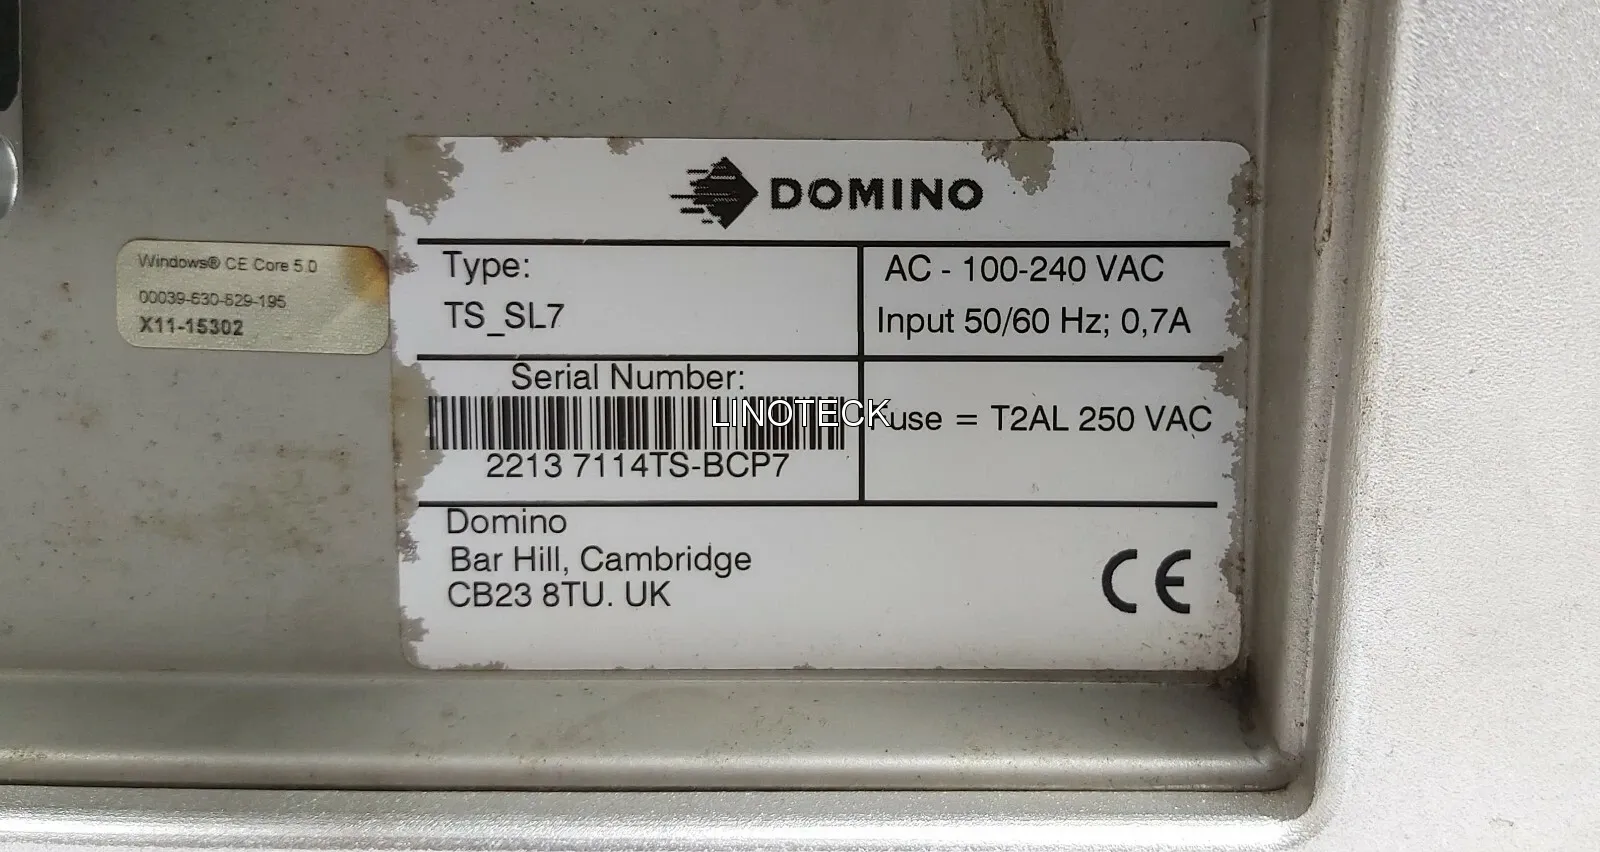 DOMINO
Windows® CE Core 5.0
00039-630-829-195
X11-15302
Type:
TS_SL7
AC - 100-240 VAC
Input 50/60 Hz; 0,7A
Serial Number:
2213 7114TS-BCP7
LINOTECK
use = T2AL 250 VAC
Domino
Bar Hill, Cambridge
CB23 8TU. UK
CE